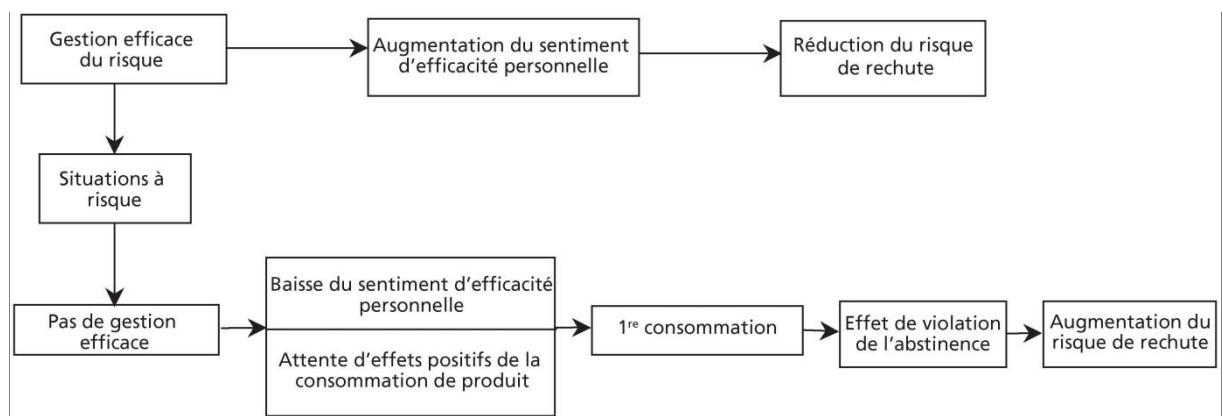 Gestion efficace
du risque
Augmentation du sentiment
d'efficacité personnelle
Réduction du risque
de rechute
Situations à
risque
Pas de gestion
efficace
Baisse du sentiment d'efficacité
personnelle
Attente d'effets positifs de la
consommation de produit
1re consommation
Effet de violation
de l'abstinence
Augmentation du
risque de rechute